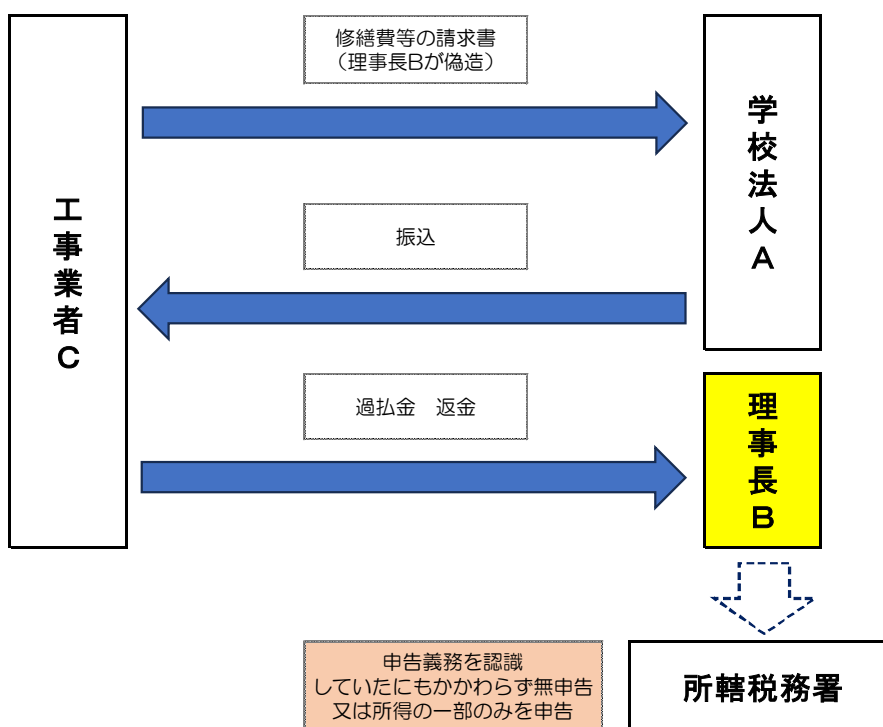 修繕費等の請求書
（理事長Bが偽造）
工事業者C
学校法人A
振込
過払金　返金
理事長B
申告義務を認識
していたにもかかわらず無申告
又は所得の一部のみを申告
所轄税務署